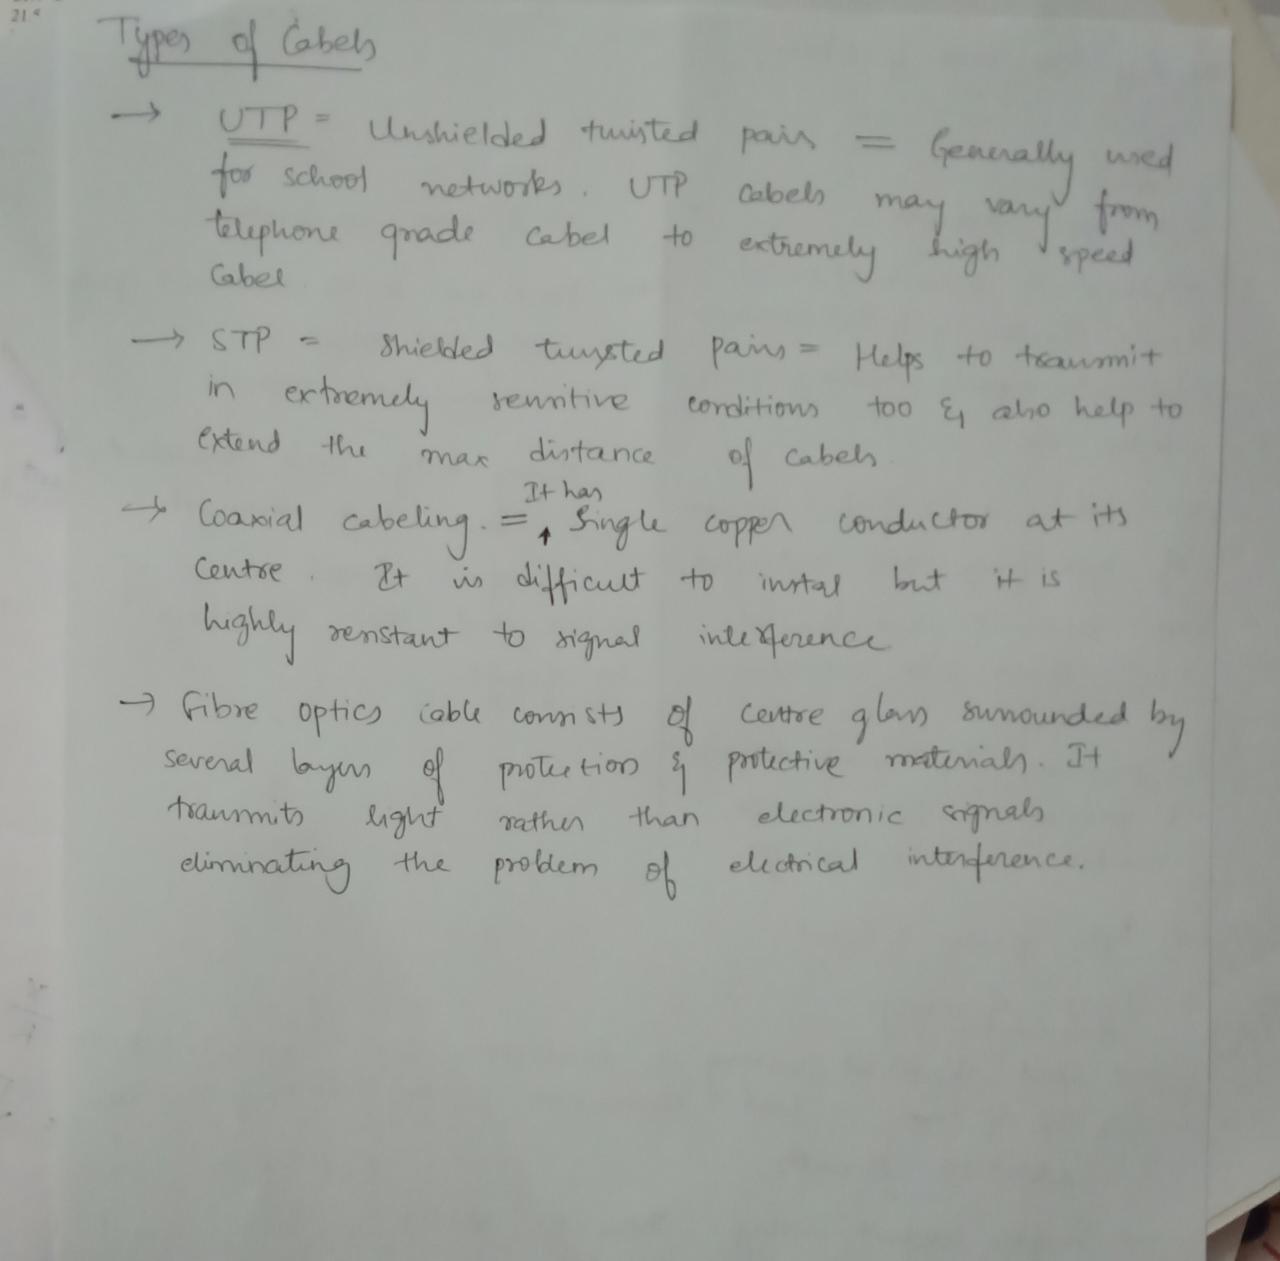 21.
Types of Cabels
→ UTP = Unshielded twisted pairs = Generally used
for school networks. UTP Cabels may vary from
telephone grade cabel to extremely high speed
Cabel
→ STP = Shielded twysted pairs = Helps to transmit
in extremely sensitive conditions too & also help to
extend the max distance of cabels
It has
→ Coaxial cabeling. = ↑ Single copper conductor at its
Centre. It is difficult to instal but it is
highly resistant to signal interference
→ Fibre optics cable consists of centre glass surrounded by
several layers of protection & protective materials. It
transmits light rather than electronic signals
eliminating the problem of electrical interference.